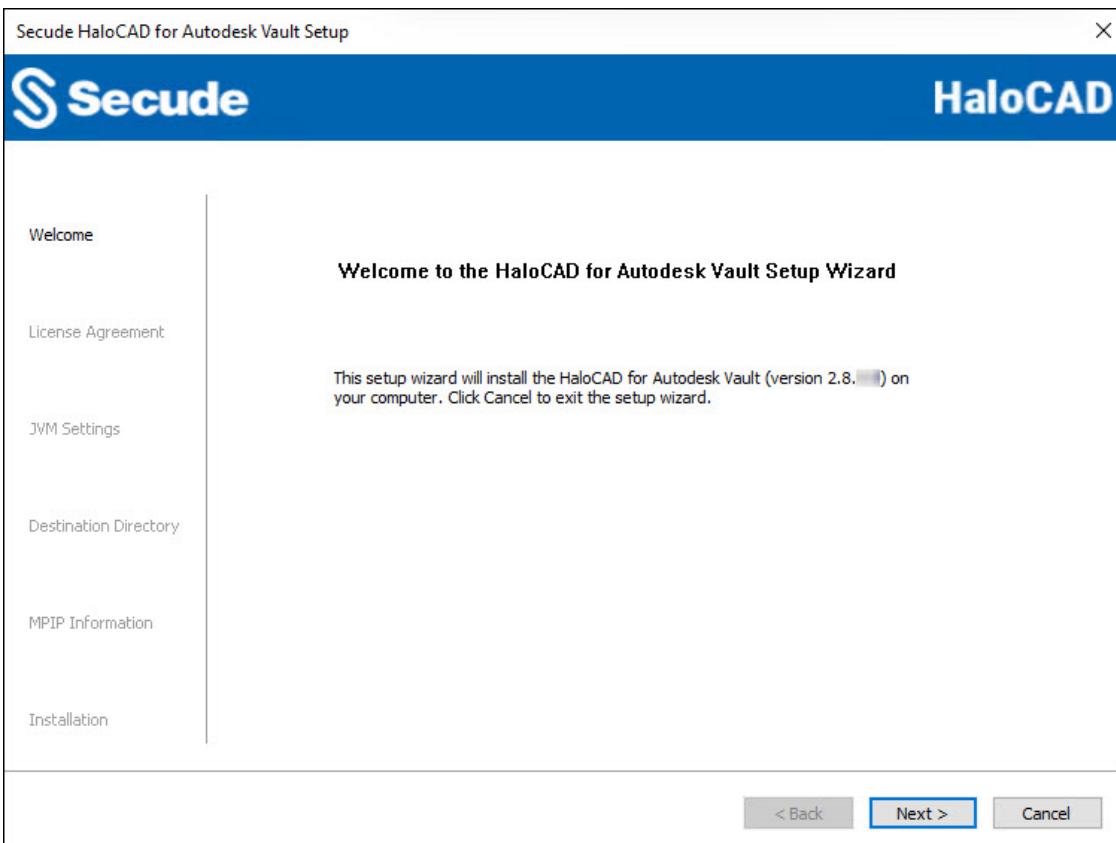 Secude HaloCAD for Autodesk Vault Setup
Secude
HaloCAD
Welcome
License Agreement
JVM Settings
Destination Directory
MPIP Information
Installation
Welcome to the HaloCAD for Autodesk Vault Setup Wizard
This setup wizard will install the HaloCAD for Autodesk Vault (version 2.8. ) on
your computer. Click Cancel to exit the setup wizard.
< Back
Next >
Cancel